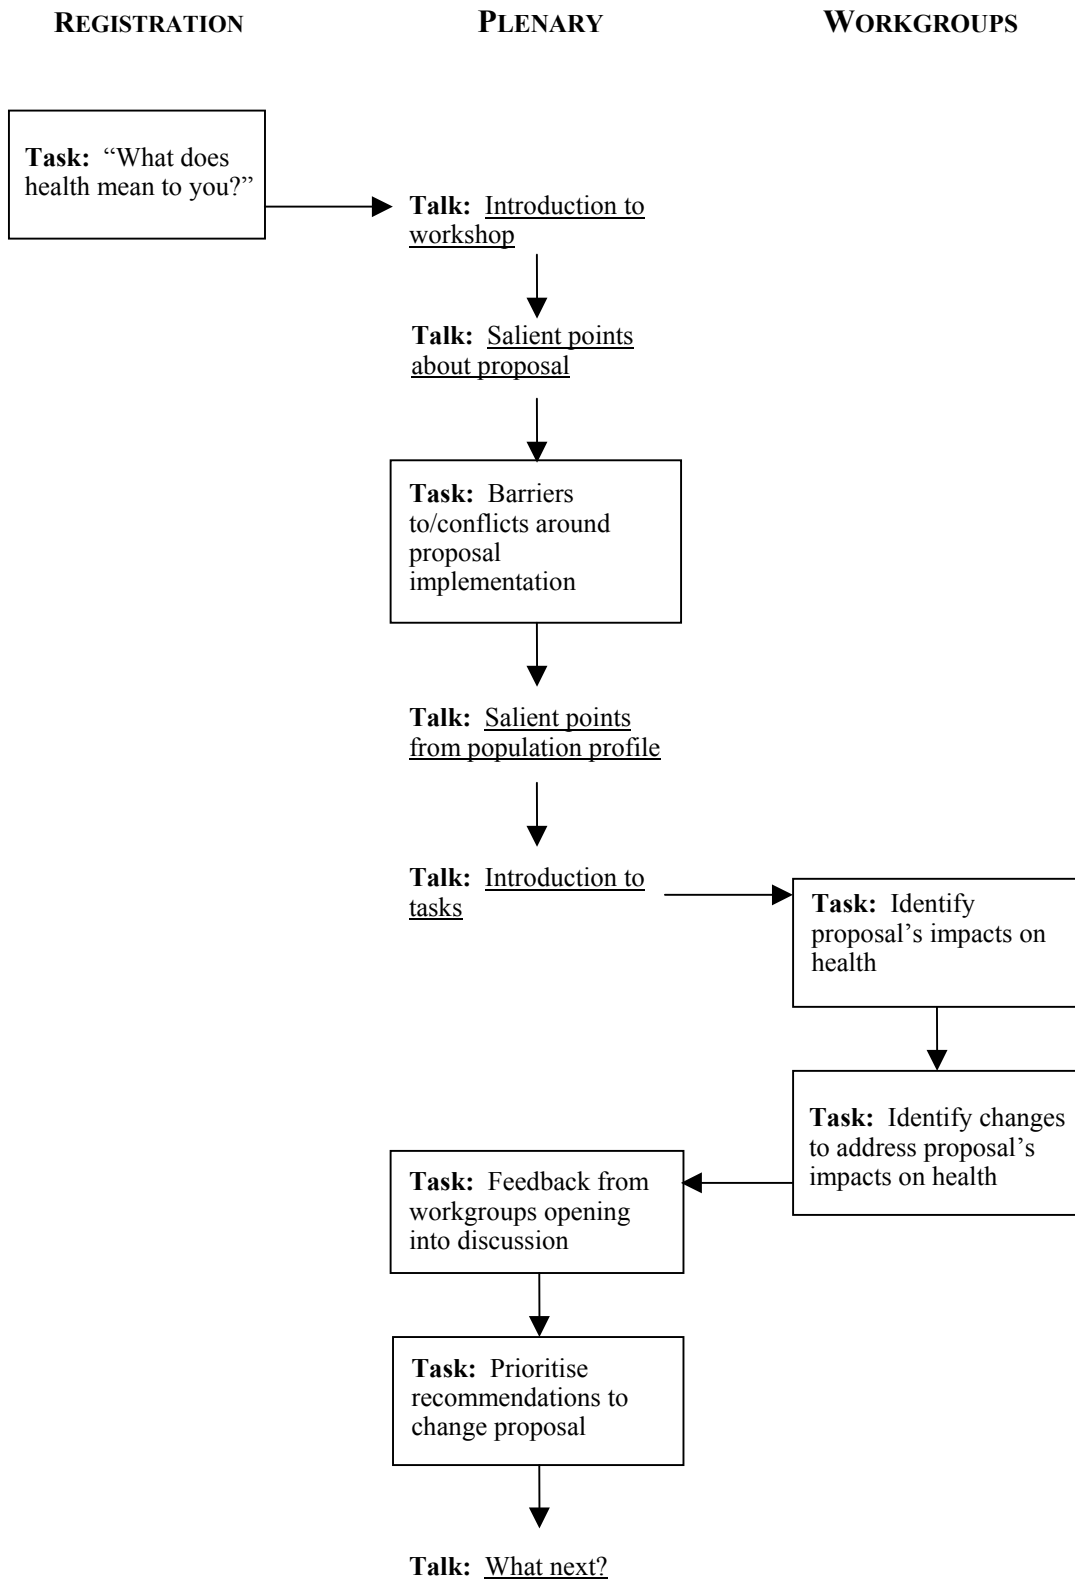 REGISTRATION
PLENARY
WORKGROUPS
Task: “What does
health mean to you?”
Talk: Introduction to
workshop
Talk: Salient points
about proposal
Task: Barriers
to/conflicts around
proposal
implementation
Talk: Salient points
from population profile
Talk: Introduction to
tasks
Task: Identify
proposal’s impacts on
health
Task: Identify changes
to address proposal’s
impacts on health
Task: Feedback from
workgroups opening
into discussion
Task: Prioritise
recommendations to
change proposal
Talk: What next?